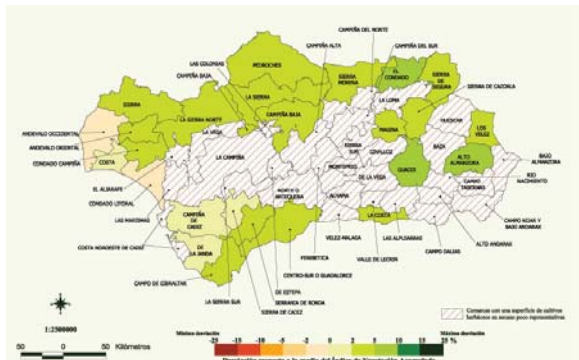 CAMPIÑA DEL NORTE
CAMPIÑA ALTA
CAMPIÑA DEL SUR
LAS COLONIAS
CAMPIÑA BAJA
PEDROCHES
SIERRA MORENA
EL CONDADO
SIERRA DE SEGURA
SIERRA DE CAZORLA
SIERRA
LA SIERRA
LA LOMA
LA SIERRA NORTE
CAMPIÑA BAJA
HUESCAR
LA VEGA
MAGINA
LOS VELEZ
ANDEVALO OCCIDENTAL
ANDEVALO ORIENTAL
CONDADO CAMPIÑA
COSTA
LA CAMPIÑA
SIERRA SUR
BAZA
ALTO ALMANZORA
BAJO ALMANZORA
MONTEFRIO
DE LA VEGA
GUADIX
RIO NACIMIENTO
EL ALJARAFE
NORTE O ANTEQUERA
ALHAMA
CAMPO TABERNAS
CONDADO LITORAL
CAMPIÑA DE CADIZ
LA COSTA
LAS MARISMAS
CAMPO NIJAR Y BAJO ANDARAX
COSTA NOROESTE DE CADIZ
DE LA JANDA
VELEZ-MALAGA
LAS ALPUJARRAS
ALTO ANDARAX
PENIBETICA
VALLE DE LECRIN
CAMPO DALIAS
CAMPO DE GIBRALTAR
CENTRO-SUR O GUADALORCE
DE ESTEPA
LA SIERRA SUR
SERRANIA DE RONDA
SIERRA DE CADIZ
Comarcas con una superficie de cultivos
herbáceos en secano poco representativas
1:2500000
50 0 50 Kilómetros
Máxima desviación
Máxima desviación
-25 -15 -10 -5 0 2 5 10 15 25 %